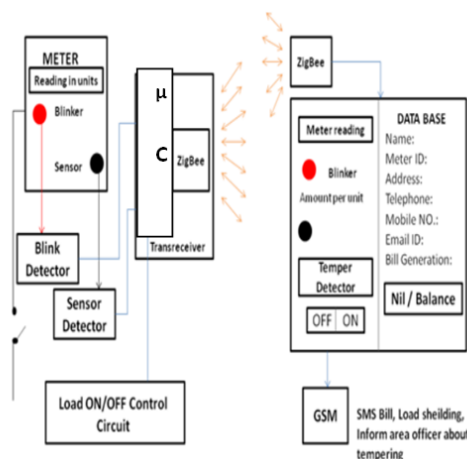 METER
Reading in units
Blinker
Sensor
Blink
Detector
Sensor
Detector
Load ON/OFF Control
Circuit
μ
C
ZigBee
Transreceiver
ZigBee
Meter reading
Blinker
Amount per unit
Temper
Detector
OFF ON
DATA BASE
Name:
Meter ID:
Address:
Telephone:
Mobile NO.:
Email ID:
Bill Generation:
Nil / Balance
GSM
SMS Bill, Load sheilding,
Inform area officer about
tempering